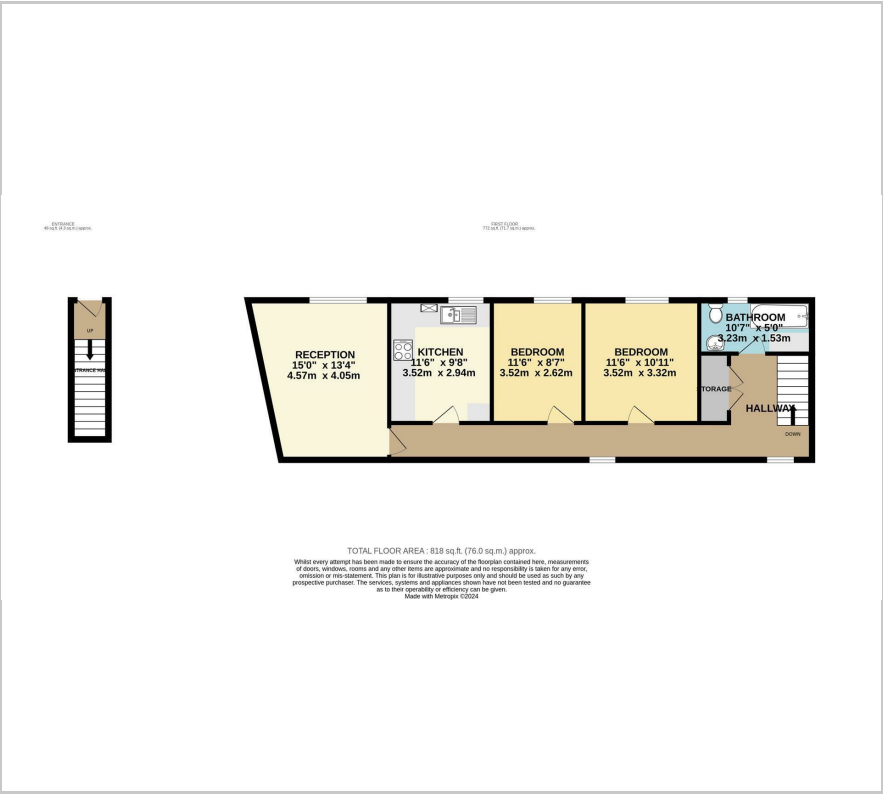 ENTRANCE
FIRST FLOOR
UP
ENTRANCE HALL
RECEPTION
15'0" x 13'4"
4.57m x 4.05m
KITCHEN
11'6" x 9'8"
3.52m x 2.94m
BEDROOM
11'6" x 8'7"
3.52m x 2.62m
BEDROOM
11'6" x 10'11"
3.52m x 3.32m
BATHROOM
10'7" x 5'0"
3.23m x 1.53m
STORAGE
HALLWAY
DOWN
TOTAL FLOOR AREA : 818 sq.ft. (76.0 sq.m.) approx.
Whilst every attempt has been made to ensure the accuracy of the floorplan contained here, measurements
of doors, windows, rooms and any other items are approximate and no responsibility is taken for any error,
omission or mis-statement. This plan is for illustrative purposes only and should be used as such by any
prospective purchaser. The services, systems and appliances shown have not been tested and no guarantee
as to their operability or efficiency can be given.
Made with Metropix ©2024